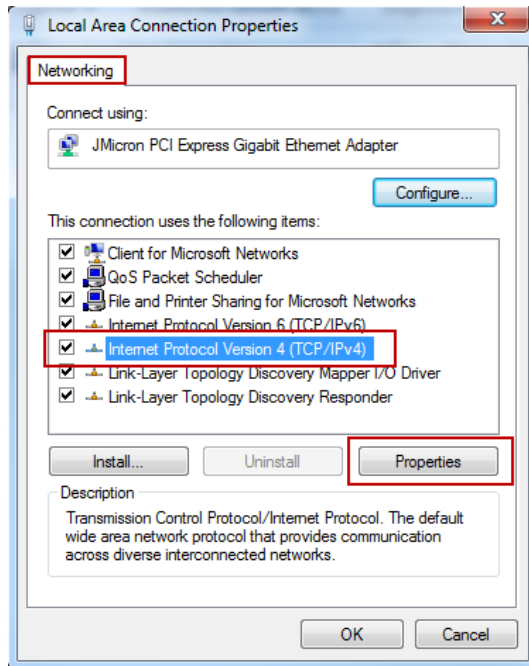 Local Area Connection Properties
Networking
Connect using:
JMicron PCI Express Gigabit Ethernet Adapter
Configure...
This connection uses the following items:
Client for Microsoft Networks
QoS Packet Scheduler
File and Printer Sharing for Microsoft Networks
Internet Protocol Version 6 (TCP/IPv6)
Internet Protocol Version 4 (TCP/IPv4)
Link-Layer Topology Discovery Mapper I/O Driver
Link-Layer Topology Discovery Responder
Install... Uninstall Properties
Description
Transmission Control Protocol/Internet Protocol. The default
wide area network protocol that provides communication
across diverse interconnected networks.
OK Cancel